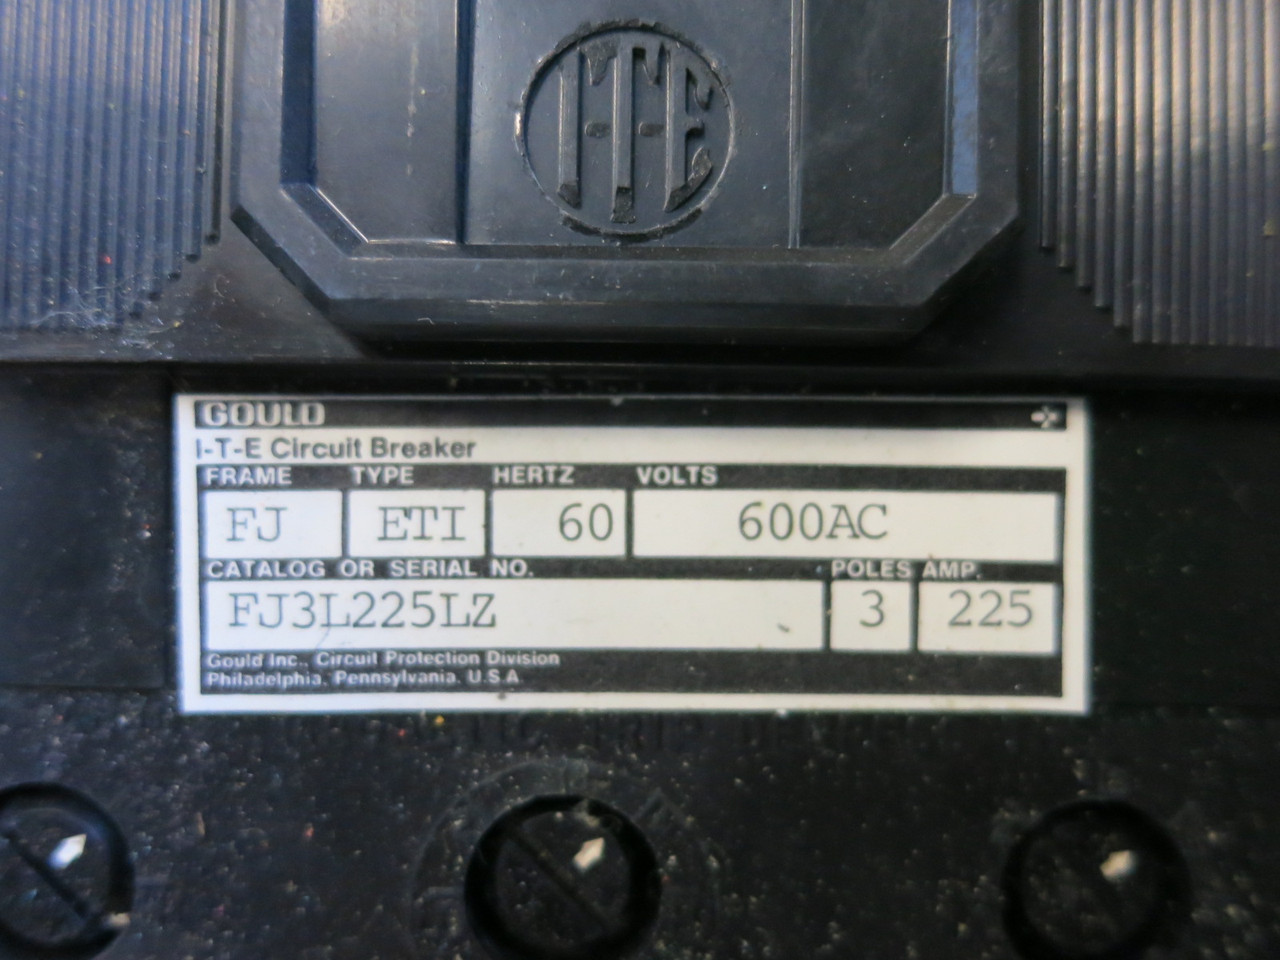 I-T-E
GOULD
I-T-E Circuit Breaker
FRAME TYPE HERTZ VOLTS
FJ ETI 60 600AC
CATALOG OR SERIAL NO. POLES AMP.
FJ3L225LZ 3 225
Gould Inc., Circuit Protection Division
Philadelphia, Pennsylvania, U.S.A